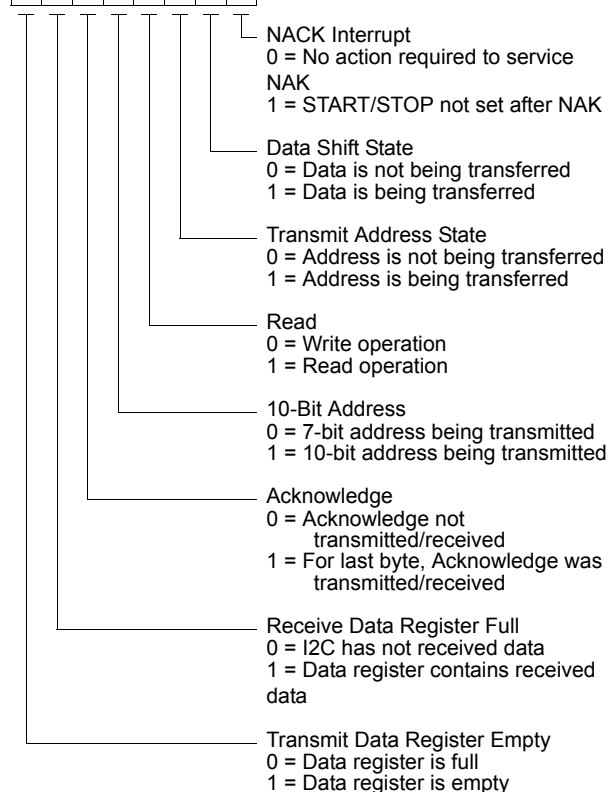 NACK Interrupt
0 = No action required to service
NAK
1 = START/STOP not set after NAK
Data Shift State
0 = Data is not being transferred
1 = Data is being transferred
Transmit Address State
0 = Address is not being transferred
1 = Address is being transferred
Read
0 = Write operation
1 = Read operation
10-Bit Address
0 = 7-bit address being transmitted
1 = 10-bit address being transmitted
Acknowledge
0 = Acknowledge not
transmitted/received
1 = For last byte, Acknowledge was
transmitted/received
Receive Data Register Full
0 = I2C has not received data
1 = Data register contains received
data
Transmit Data Register Empty
0 = Data register is full
1 = Data register is empty